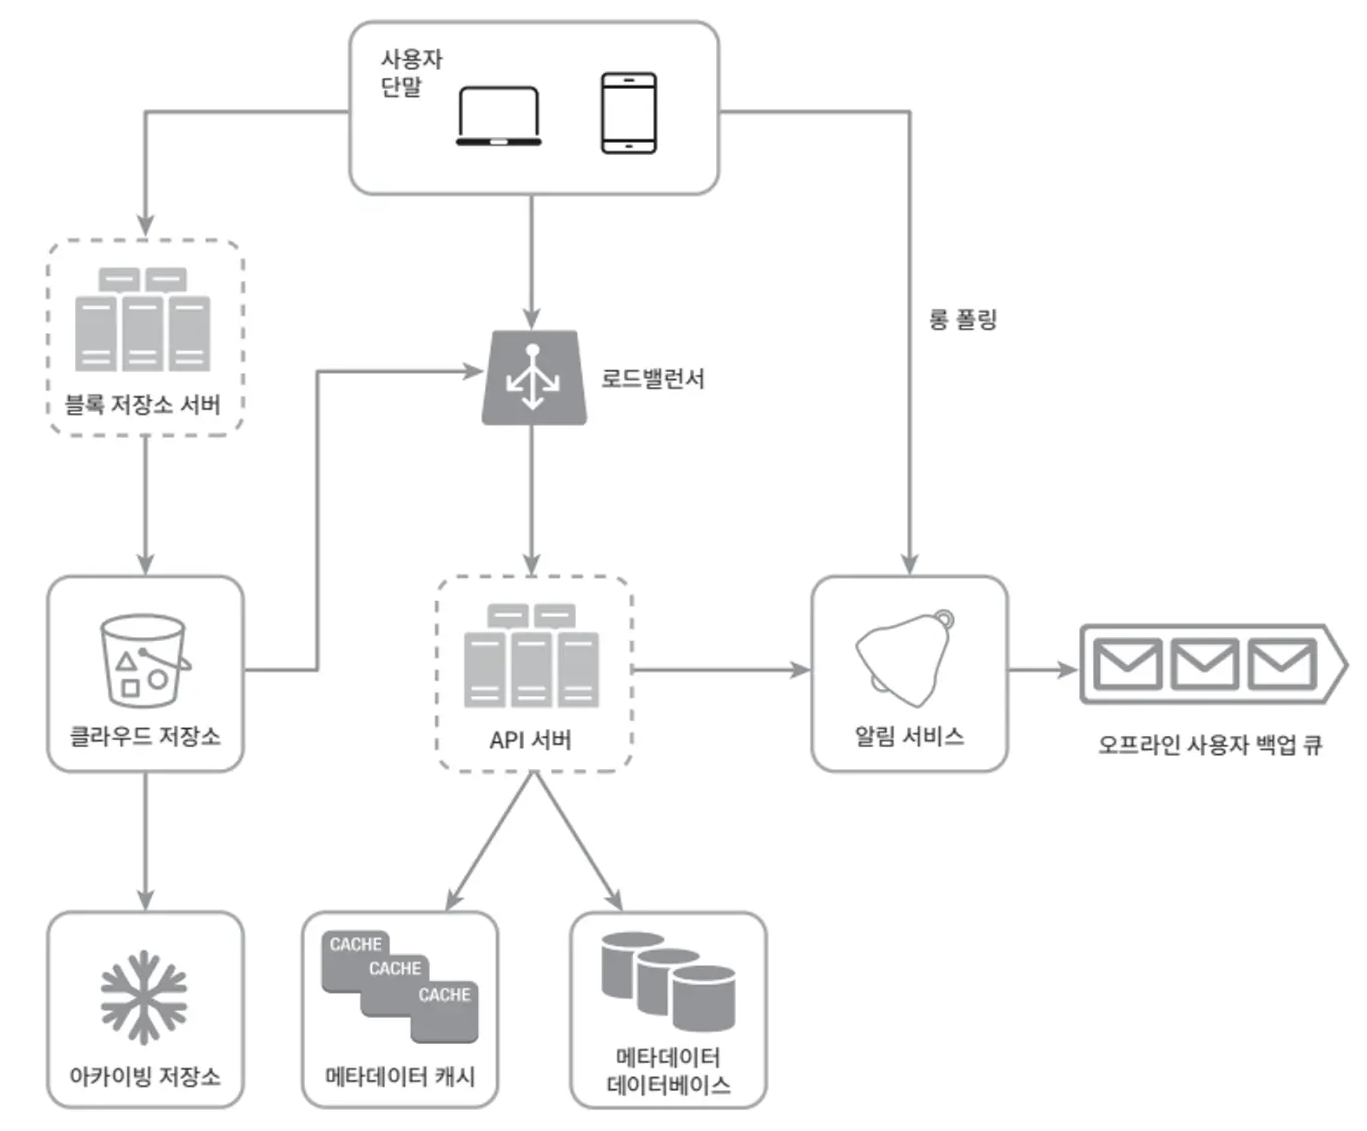 사용자
단말
롱 폴링
로드밸런서
블록 저장소 서버
클라우드 저장소
API 서버
알림 서비스
오프라인 사용자 백업 큐
CACHE
CACHE
CACHE
아카이빙 저장소
메타데이터 캐시
메타데이터
데이터베이스